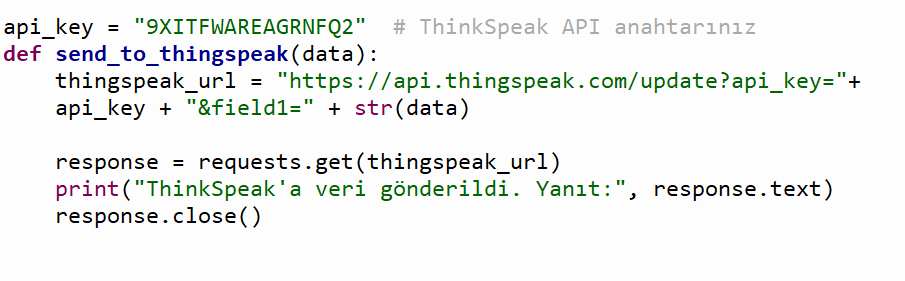 api_key = "9XITFWAREAGRNFQ2"  # ThinkSpeak API anahtarınız
def send_to_thingspeak(data):
    thingspeak_url = "https://api.thingspeak.com/update?api_key="+
    api_key + "&field1=" + str(data)

    response = requests.get(thingspeak_url)
    print("ThinkSpeak'a veri gönderildi. Yanıt:", response.text)
    response.close()